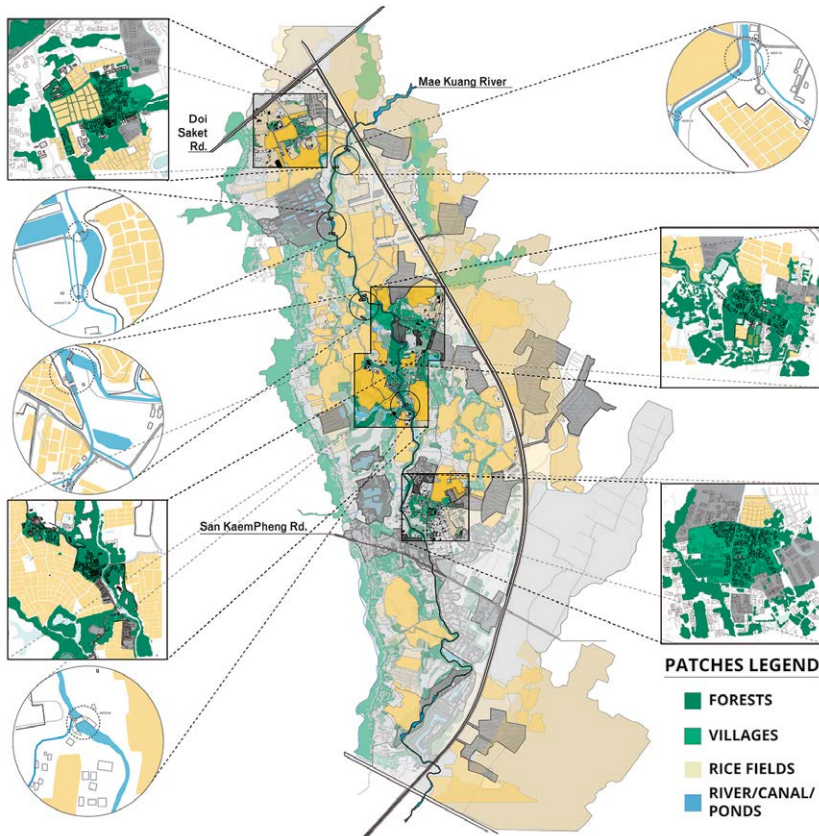 Mae Kuang River
Doi
Saket
Rd.
San KaemPheng Rd.
PATCHES LEGEND
FORESTS
VILLAGES
RICE FIELDS
RIVER/CANAL/
PONDS